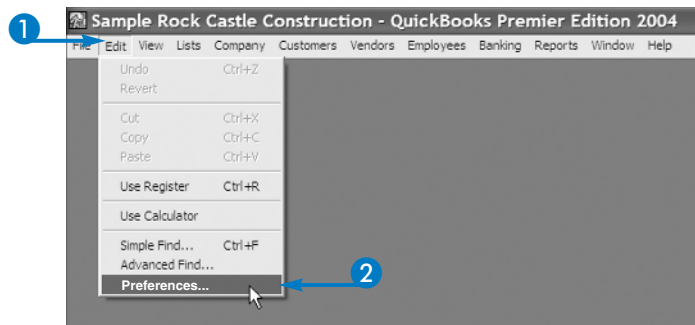 Sample Rock Castle Construction - QuickBooks Premier Edition 2004
1
File Edit View Lists Company Customers Vendors Employees Banking Reports Window Help
Undo Ctrl+Z
Revert
Cut Ctrl+X
Copy Ctrl+C
Paste Ctrl+V
Use Register Ctrl+R
Use Calculator
Simple Find... Ctrl+F
Advanced Find...
Preferences... 2